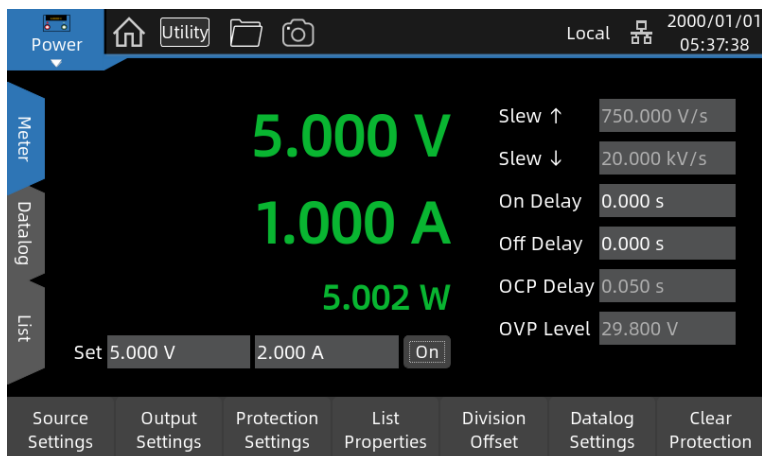 Power
Utility
Local
2000/01/01
05:37:38
Meter
Datalog
List
5.000 V
1.000 A
5.002 W
Set 5.000 V 2.000 A On
Slew ↑ 750.000 V/s
Slew ↓ 20.000 kV/s
On Delay 0.000 s
Off Delay 0.000 s
OCP Delay 0.050 s
OVP Level 29.800 V
Source
Settings
Output
Settings
Protection
Settings
List
Properties
Division
Offset
Datalog
Settings
Clear
Protection